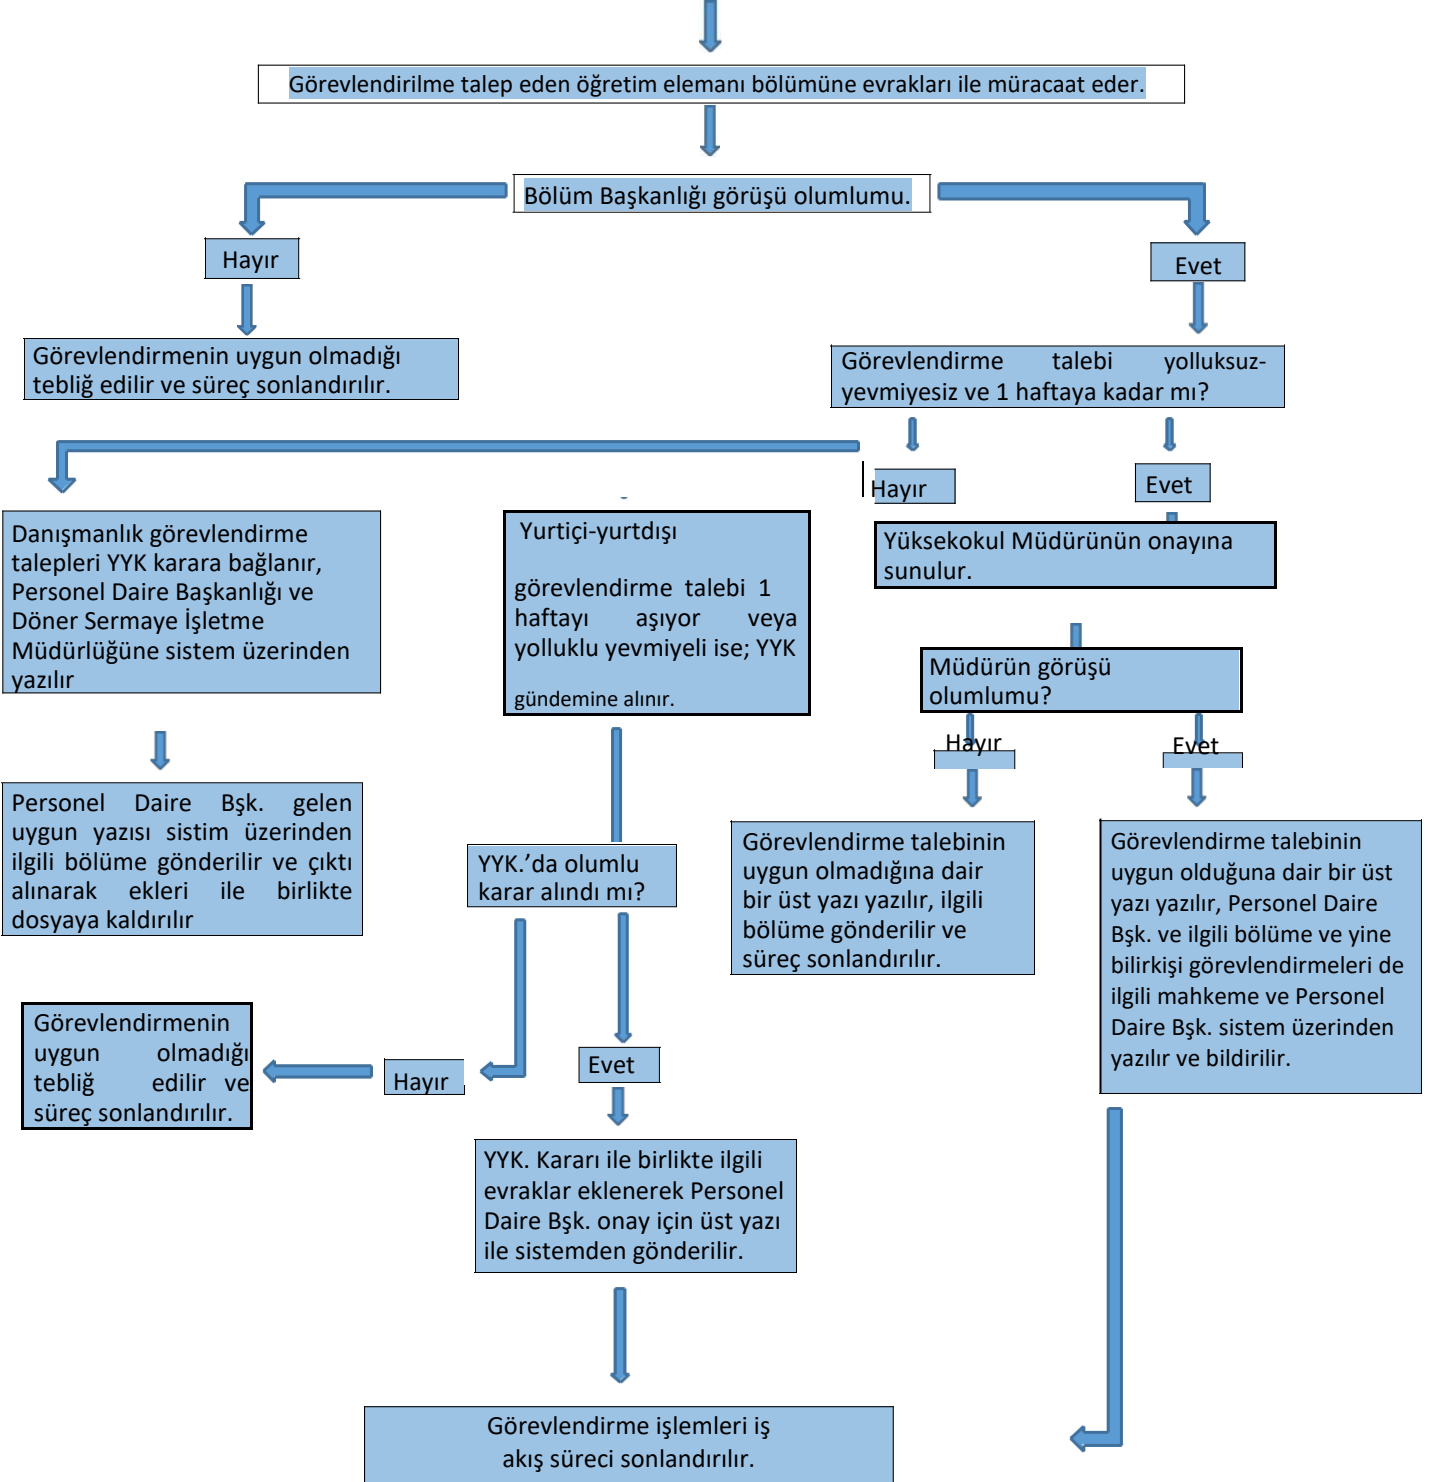 Görevlendirilme talep eden öğretim elemanı bölümüne evrakları ile müracaat eder.
Bölüm Başkanlığı görüşü olumlumu.
Hayır
Evet
Görevlendirmenin uygun olmadığı
tebliğ edilir ve süreç sonlandırılır.
Görevlendirme talebi yolluksuz-
yevmiyesiz ve 1 haftaya kadar mı?
Hayır
Evet
Danışmanlık görevlendirme
talepleri YYK karara bağlanır,
Personel Daire Başkanlığı ve
Döner Sermaye İşletme
Müdürlüğüne sistem üzerinden
yazılır
Yurtiçi-yurtdışı
görevlendirme talebi 1
haftayı aşıyor veya
yolluklu yevmiyeli ise; YYK
gündemine alınır.
Yüksekokul Müdürünün onayına
sunulur.
Müdürün görüşü
olumlumu?
Hayır
Evet
Personel Daire Bşk. gelen
uygun yazısı sistim üzerinden
ilgili bölüme gönderilir ve çıktı
alınarak ekleri ile birlikte
dosyaya kaldırılır
YYK.’da olumlu
karar alındı mı?
Görevlendirme talebinin
uygun olmadığına dair
bir üst yazı yazılır, ilgili
bölüme gönderilir ve
süreç sonlandırılır.
Görevlendirme talebinin
uygun olduğuna dair bir üst
yazı yazılır, Personel Daire
Bşk. ve ilgili bölüme ve yine
bilirkişi görevlendirmeleri de
ilgili mahkeme ve Personel
Daire Bşk. sistem üzerinden
yazılır ve bildirilir.
Görevlendirmenin
uygun olmadığı
tebliğ edilir ve
süreç sonlandırılır.
Hayır
Evet
YYK. Kararı ile birlikte ilgili
evraklar eklenerek Personel
Daire Bşk. onay için üst yazı
ile sistemden gönderilir.
Görevlendirme işlemleri iş
akış süreci sonlandırılır.